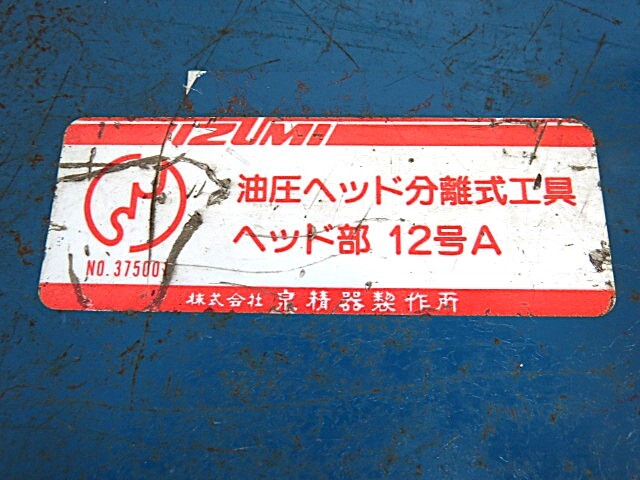 IZUMI
油圧ヘッド分離式工具
ヘッド部 12号A
NO. 37500
株式会社 泉精器製作所